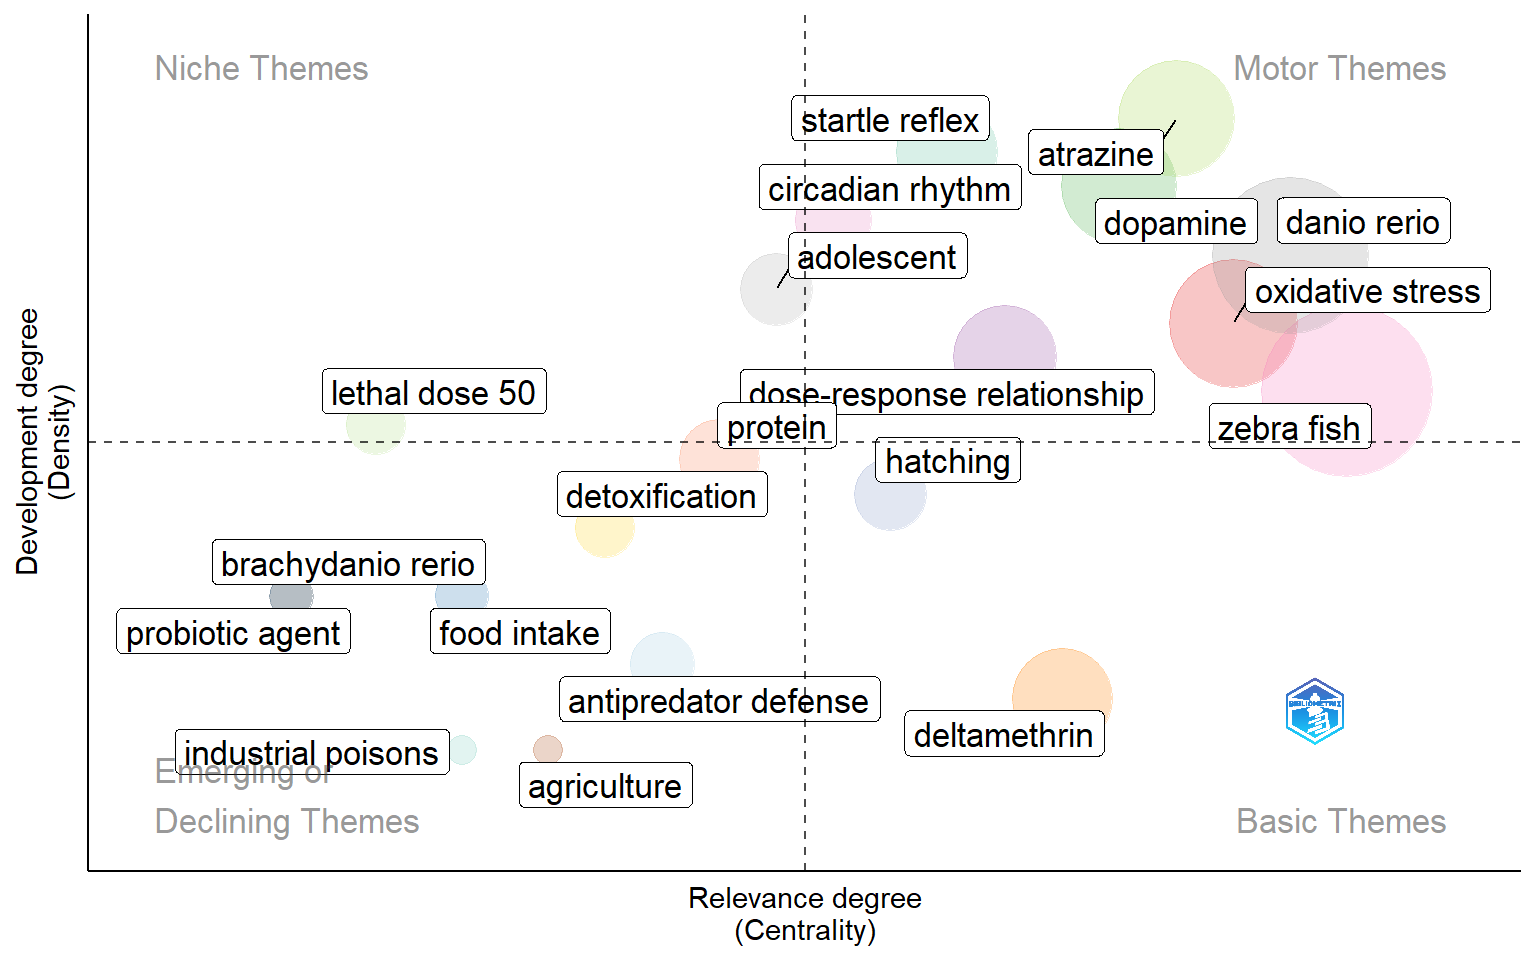 Niche Themes
Motor Themes
startle reflex
atrazine
circadian rhythm
dopamine
danio rerio
adolescent
oxidative stress
lethal dose 50
dose-response relationship
protein
zebra fish
hatching
detoxification
brachydanio rerio
probiotic agent
food intake
antipredator defense
deltamethrin
BIBLIOMETRIX
industrial poisons
Emerging or
agriculture
Declining Themes
Basic Themes
Development degree
(Density)
Relevance degree
(Centrality)